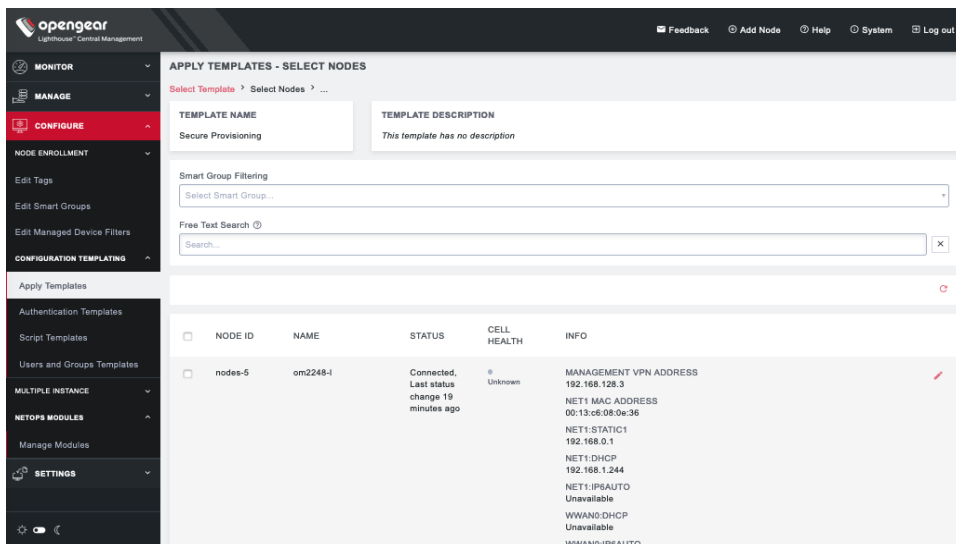 opengear
Lighthouse™ Central Management
Feedback
Add Node
Help
System
Log out
MONITOR
MANAGE
CONFIGURE
NODE ENROLLMENT
Edit Tags
Edit Smart Groups
Edit Managed Device Filters
CONFIGURATION TEMPLATING
Apply Templates
Authentication Templates
Script Templates
Users and Groups Templates
MULTIPLE INSTANCE
NETOPS MODULES
Manage Modules
SETTINGS
APPLY TEMPLATES - SELECT NODES
Select Template > Select Nodes > ...
TEMPLATE NAME
Secure Provisioning
TEMPLATE DESCRIPTION
This template has no description
Smart Group Filtering
Select Smart Group...
Free Text Search
Search...
NODE ID
NAME
STATUS
CELL
HEALTH
INFO
nodes-5
om2248-l
Connected,
Last status
change 19
minutes ago
Unknown
MANAGEMENT VPN ADDRESS
192.168.128.3
NET1 MAC ADDRESS
00:13:c6:08:0e:36
NET1:STATIC1
192.168.0.1
NET1:DHCP
192.168.1.244
NET1:IP6AUTO
Unavailable
WWAN0:DHCP
Unavailable
WWAN0:IP6AUTO